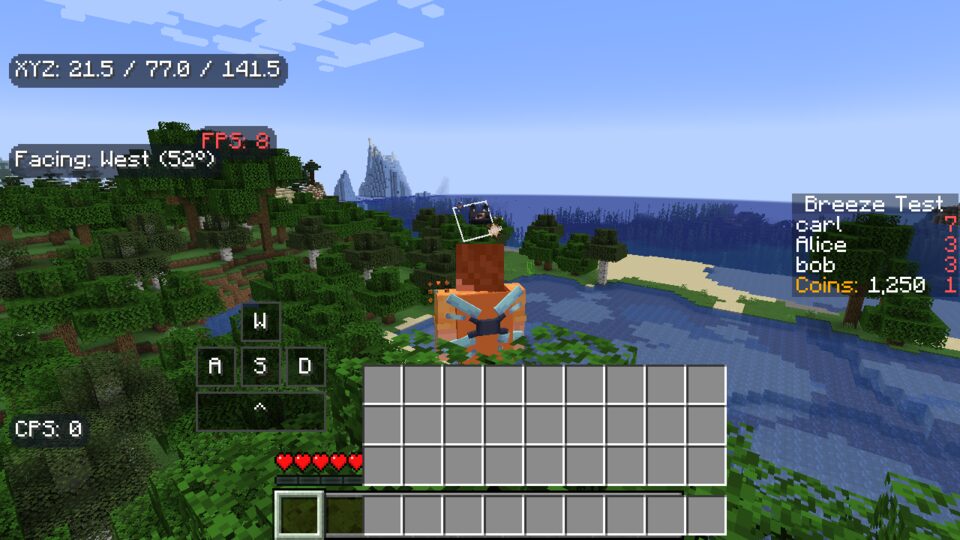 XYZ: 21.5 / 77.0 / 141.5
FPS: 8
Facing: West (52º)
Breeze Test
carl 7
Alice 3
bob 3
Coins: 1,250 1
W
A S D
^
CPS: 0